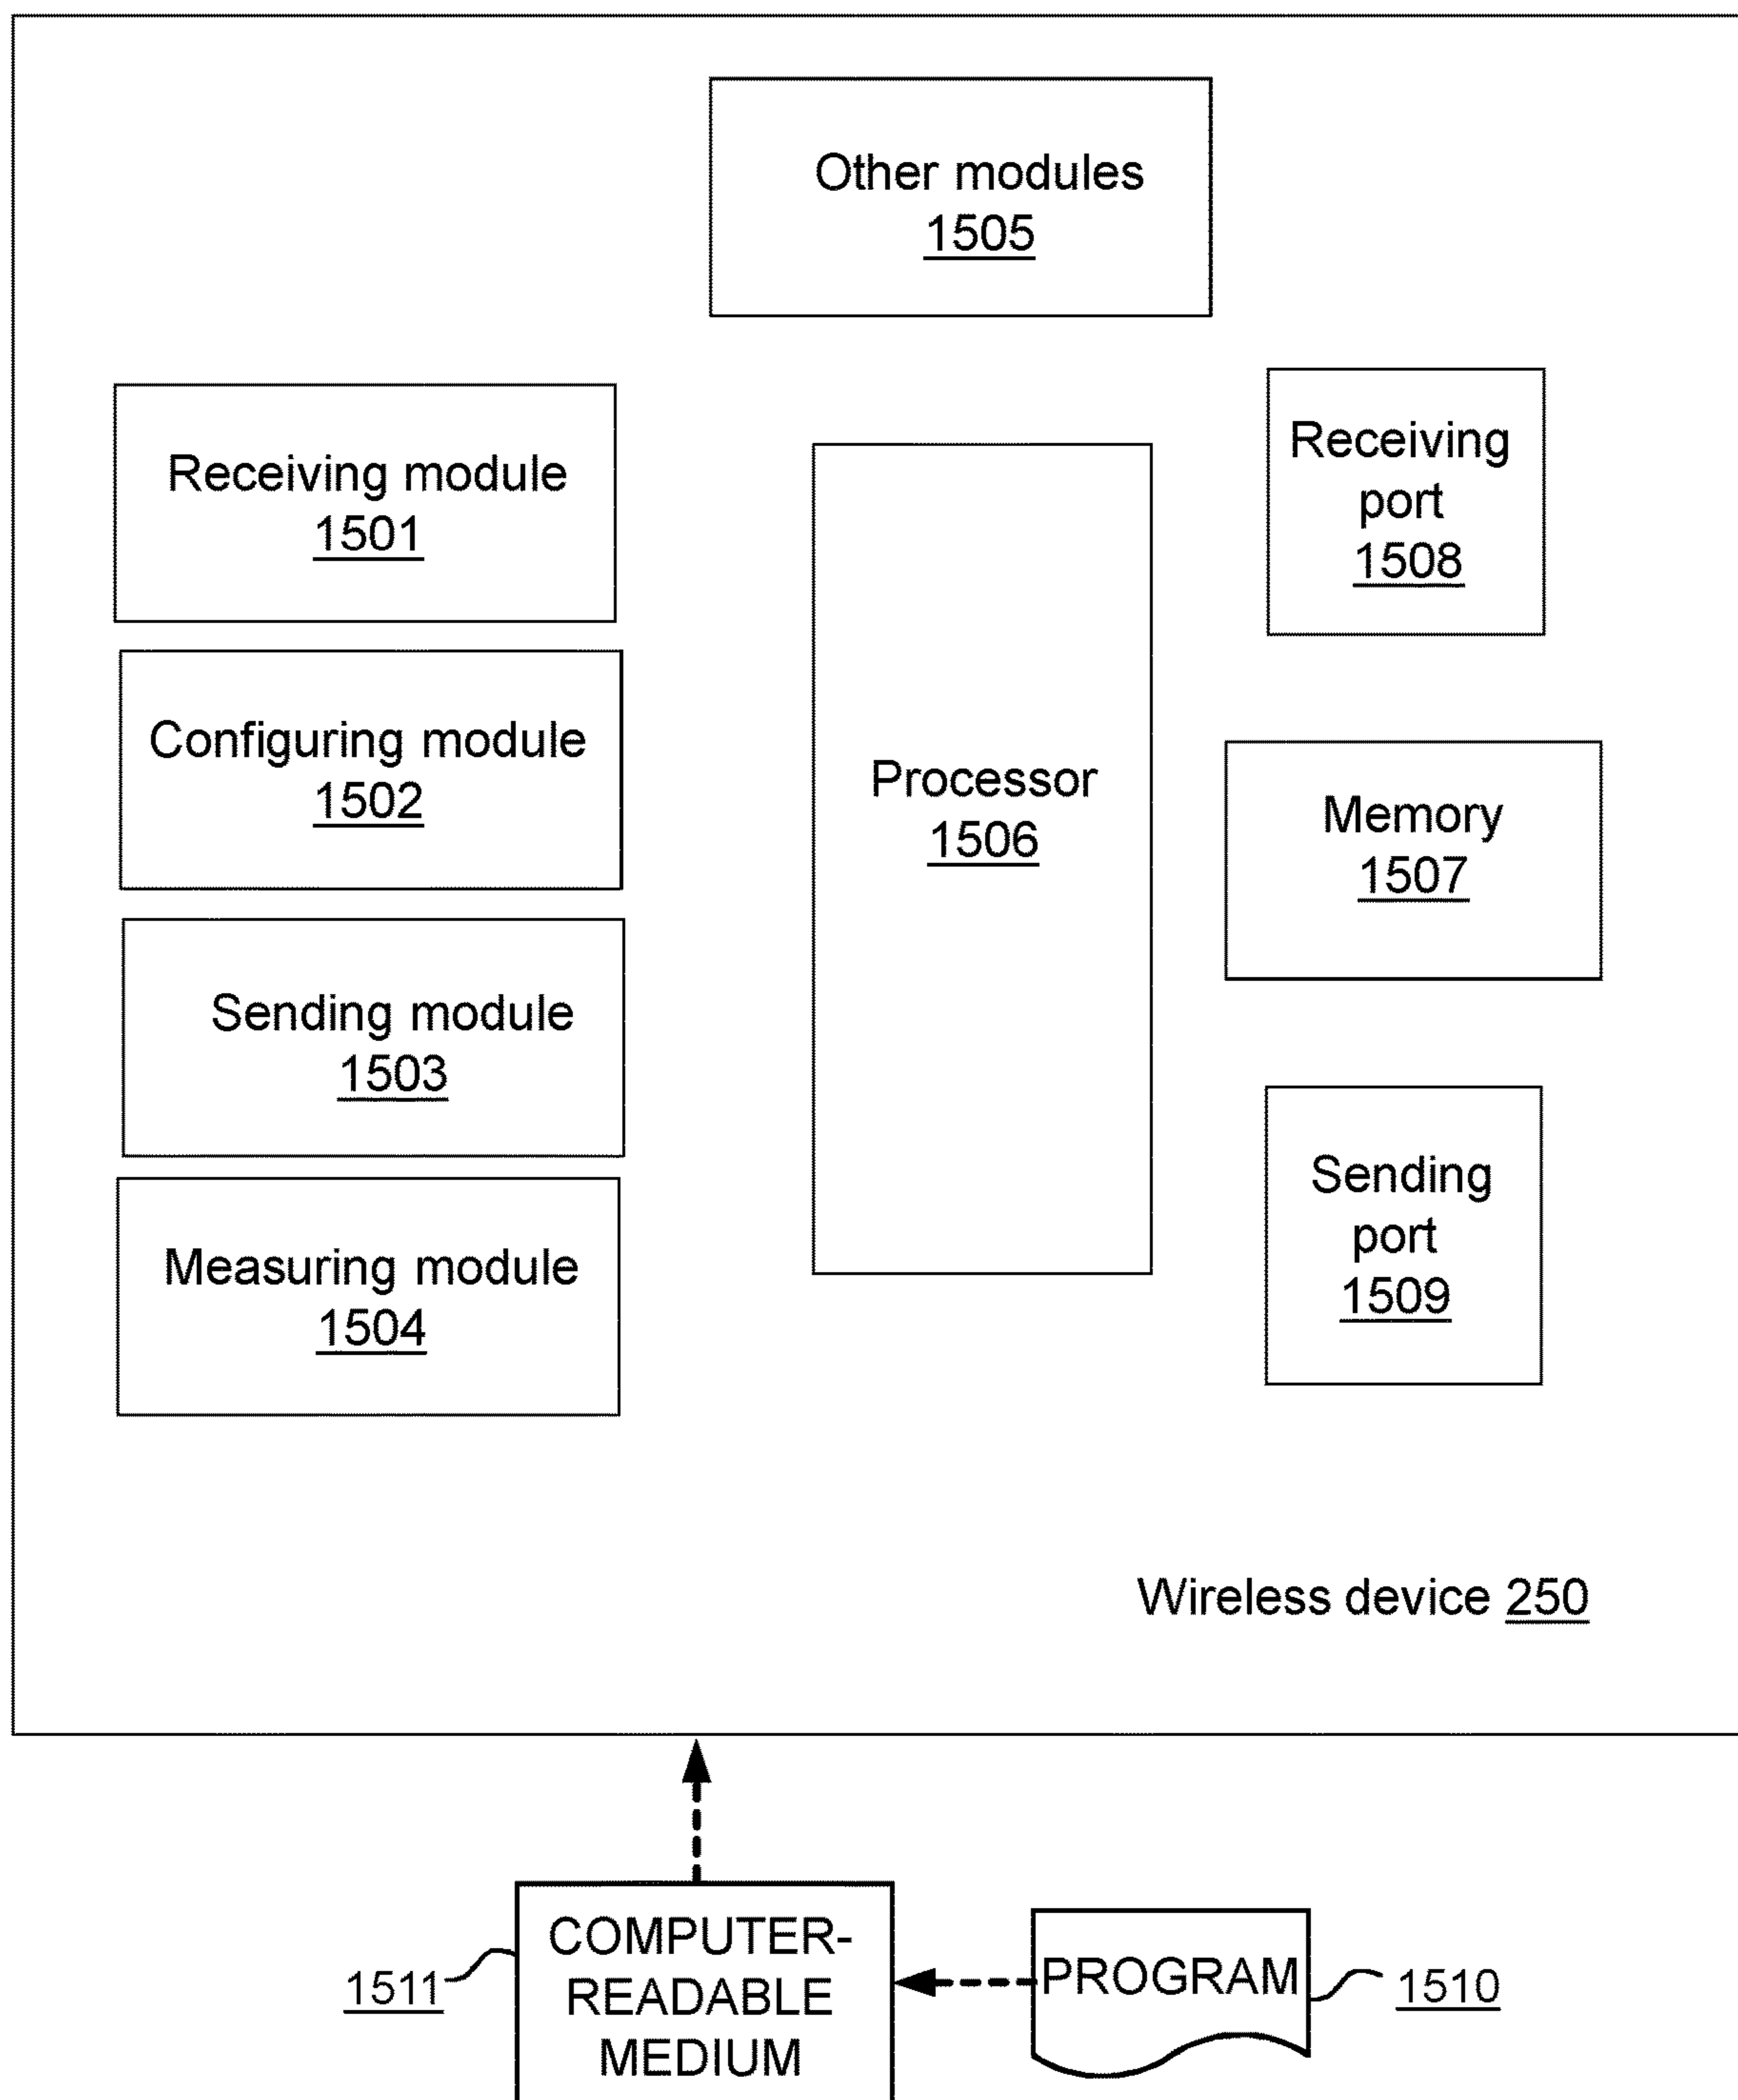 Other modules
1505
Receiving module
1501
Configuring module
1502
Sending module
1503
Measuring module
1504
Processor
1506
Receiving
port
1508
Memory
1507
Sending
port
1509
Wireless device 250
1511
COMPUTER-
READABLE
MEDIUM
PROGRAM
1510